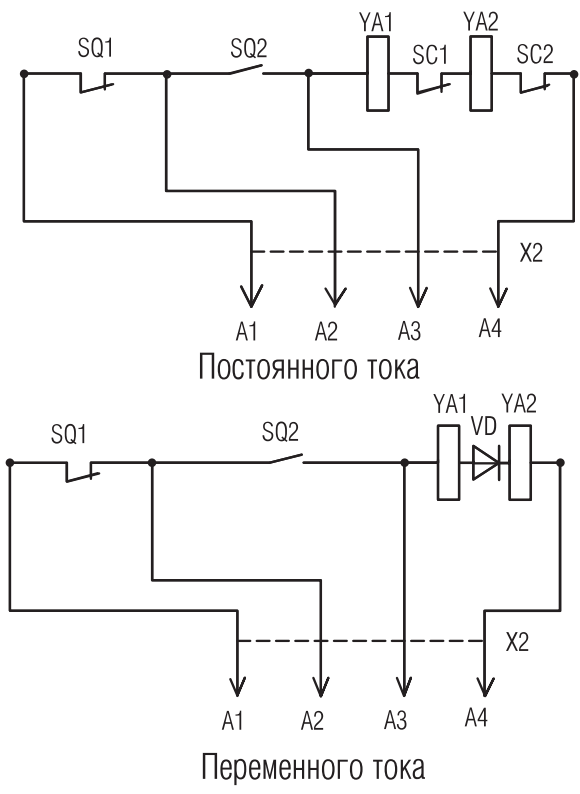 YA1 YA2
SQ1 SQ2 SC1 SC2
X2
A1 A2 A3 A4
Постоянного тока
YA1 YA2
SQ1 SQ2 VD
X2
A1 A2 A3 A4
Переменного тока